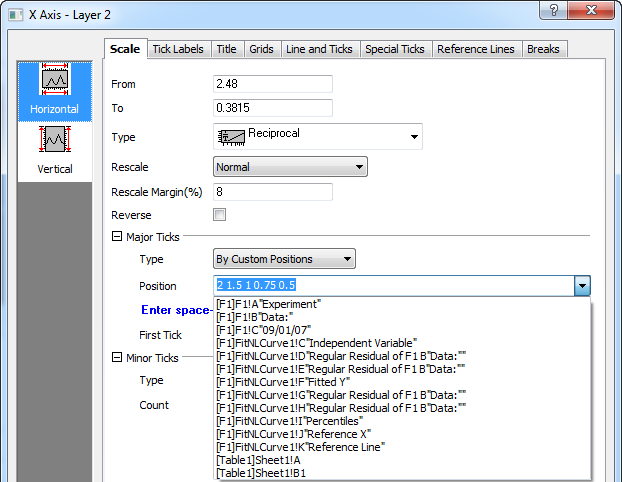 X Axis - Layer 2
Scale Tick Labels Title Grids Line and Ticks Special Ticks Reference Lines Breaks
Horizontal
Vertical
From 2.48
To 0.3815
Type Reciprocal
Rescale Normal
Rescale Margin(%) 8
Reverse
Major Ticks
Type By Custom Positions
Position 2 1.5 1 0.75 0.5
Enter space-
First Tick
Minor Ticks
Type
Count
[F1]F1!A"Experiment"
[F1]F1!B"Data:"
[F1]F1!C"09/01/07"
[F1]FitNLCurve1!C"Independent Variable"
[F1]FitNLCurve1!D"Regular Residual of F1 B"Data:""
[F1]FitNLCurve1!E"Regular Residual of F1 B"Data:""
[F1]FitNLCurve1!F"Fitted Y"
[F1]FitNLCurve1!G"Regular Residual of F1 B"Data:""
[F1]FitNLCurve1!H"Regular Residual of F1 B"Data:""
[F1]FitNLCurve1!I"Percentiles"
[F1]FitNLCurve1!J"Reference X"
[F1]FitNLCurve1!K"Reference Line"
[Table1]Sheet1!A
[Table1]Sheet1!B1